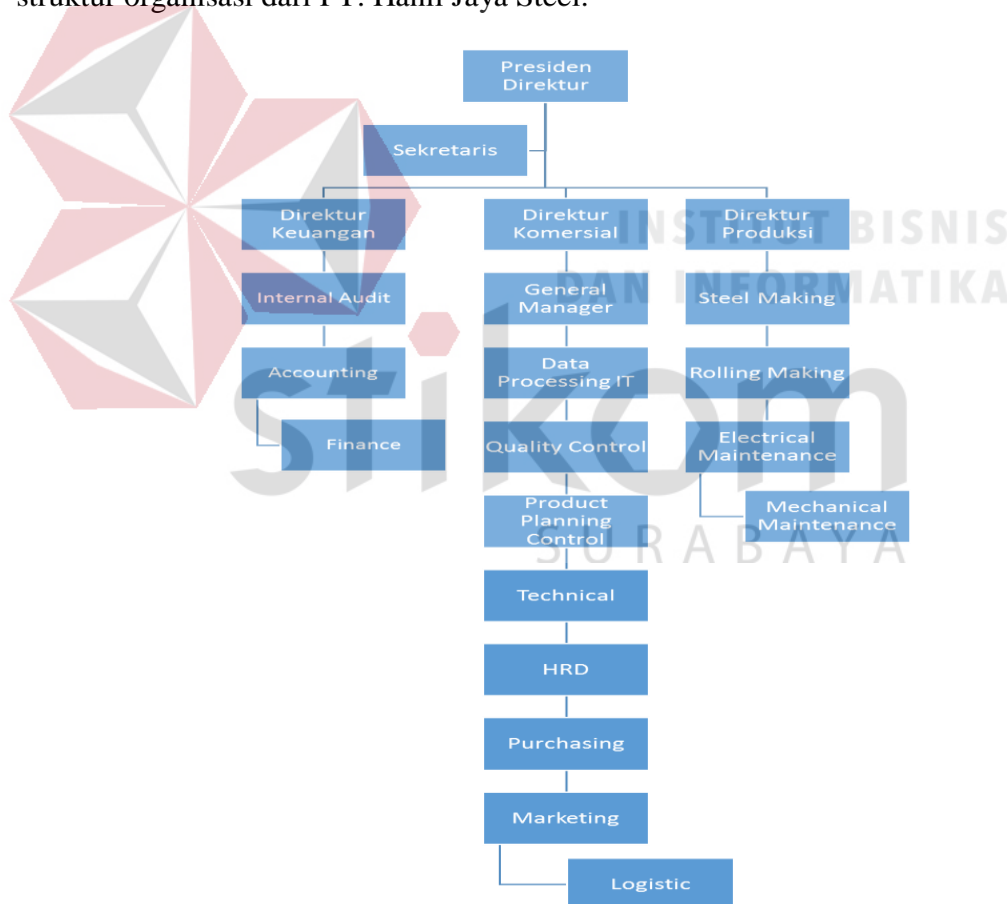 struktur organisasi dari PT. Hanil Jaya Steel.
Presiden
Direktur
Sekretaris
Direktur
Keuangan
Direktur
Komersial
Direktur
Produksi
INSTITUT BISNIS
DAN INFORMATIKA
Internal Audit
General
Manager
Steel Making
Accounting
Data
Processing IT
Rolling Making
stikom
Finance
Quality Control
Electrical
Maintenance
Product
Planning
Control
Mechanical
Maintenance
SURABAYA
Technical
HRD
Purchasing
Marketing
Logistic